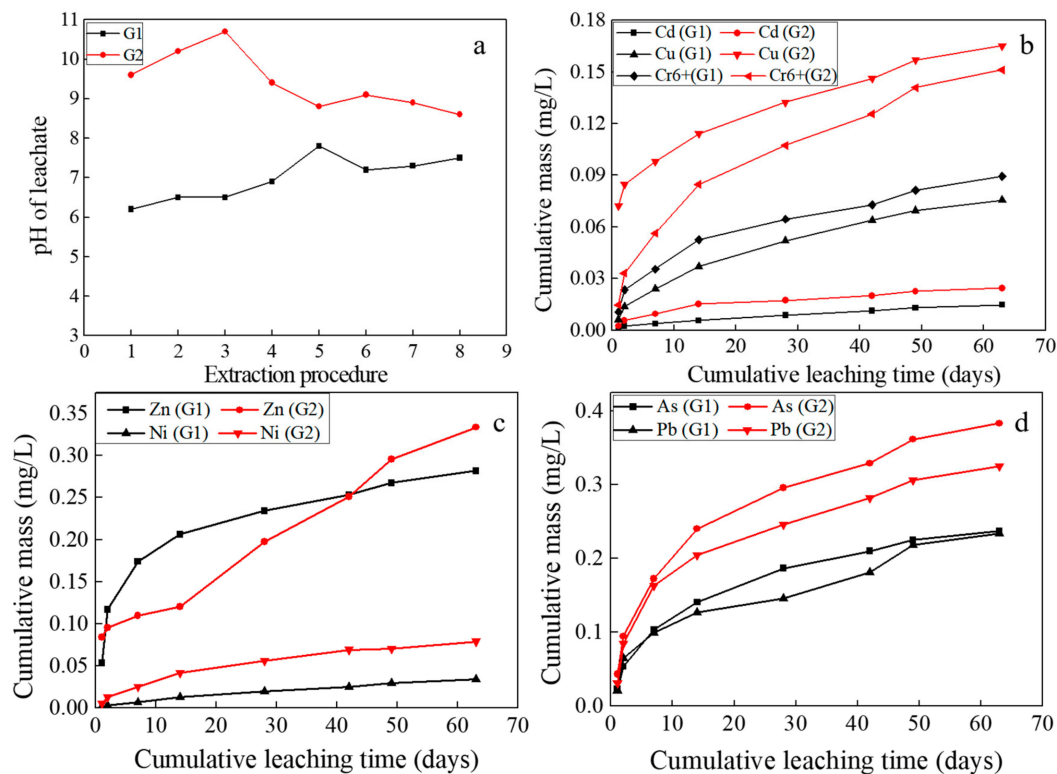 a
G1
G2
pH of leachate
11
10
9
8
7
6
5
4
3
0 1 2 3 4 5 6 7 8 9
Extraction procedure
b
Cd (G1) Cd (G2)
Cu (G1) Cu (G2)
Cr6+(G1) Cr6+(G2)
Cumulative mass (mg/L)
0.18
0.15
0.12
0.09
0.06
0.03
0.00
0 10 20 30 40 50 60 70
Cumulative leaching time (days)
c
Zn (G1) Zn (G2)
Ni (G1) Ni (G2)
Cumulative mass (mg/L)
0.35
0.30
0.25
0.20
0.15
0.10
0.05
0.00
0 10 20 30 40 50 60 70
Cumulative leaching time (days)
d
As (G1) As (G2)
Pb (G1) Pb (G2)
Cumulative mass (mg/L)
0.4
0.3
0.2
0.1
0.0
0 10 20 30 40 50 60 70
Cumulative leaching time (days)